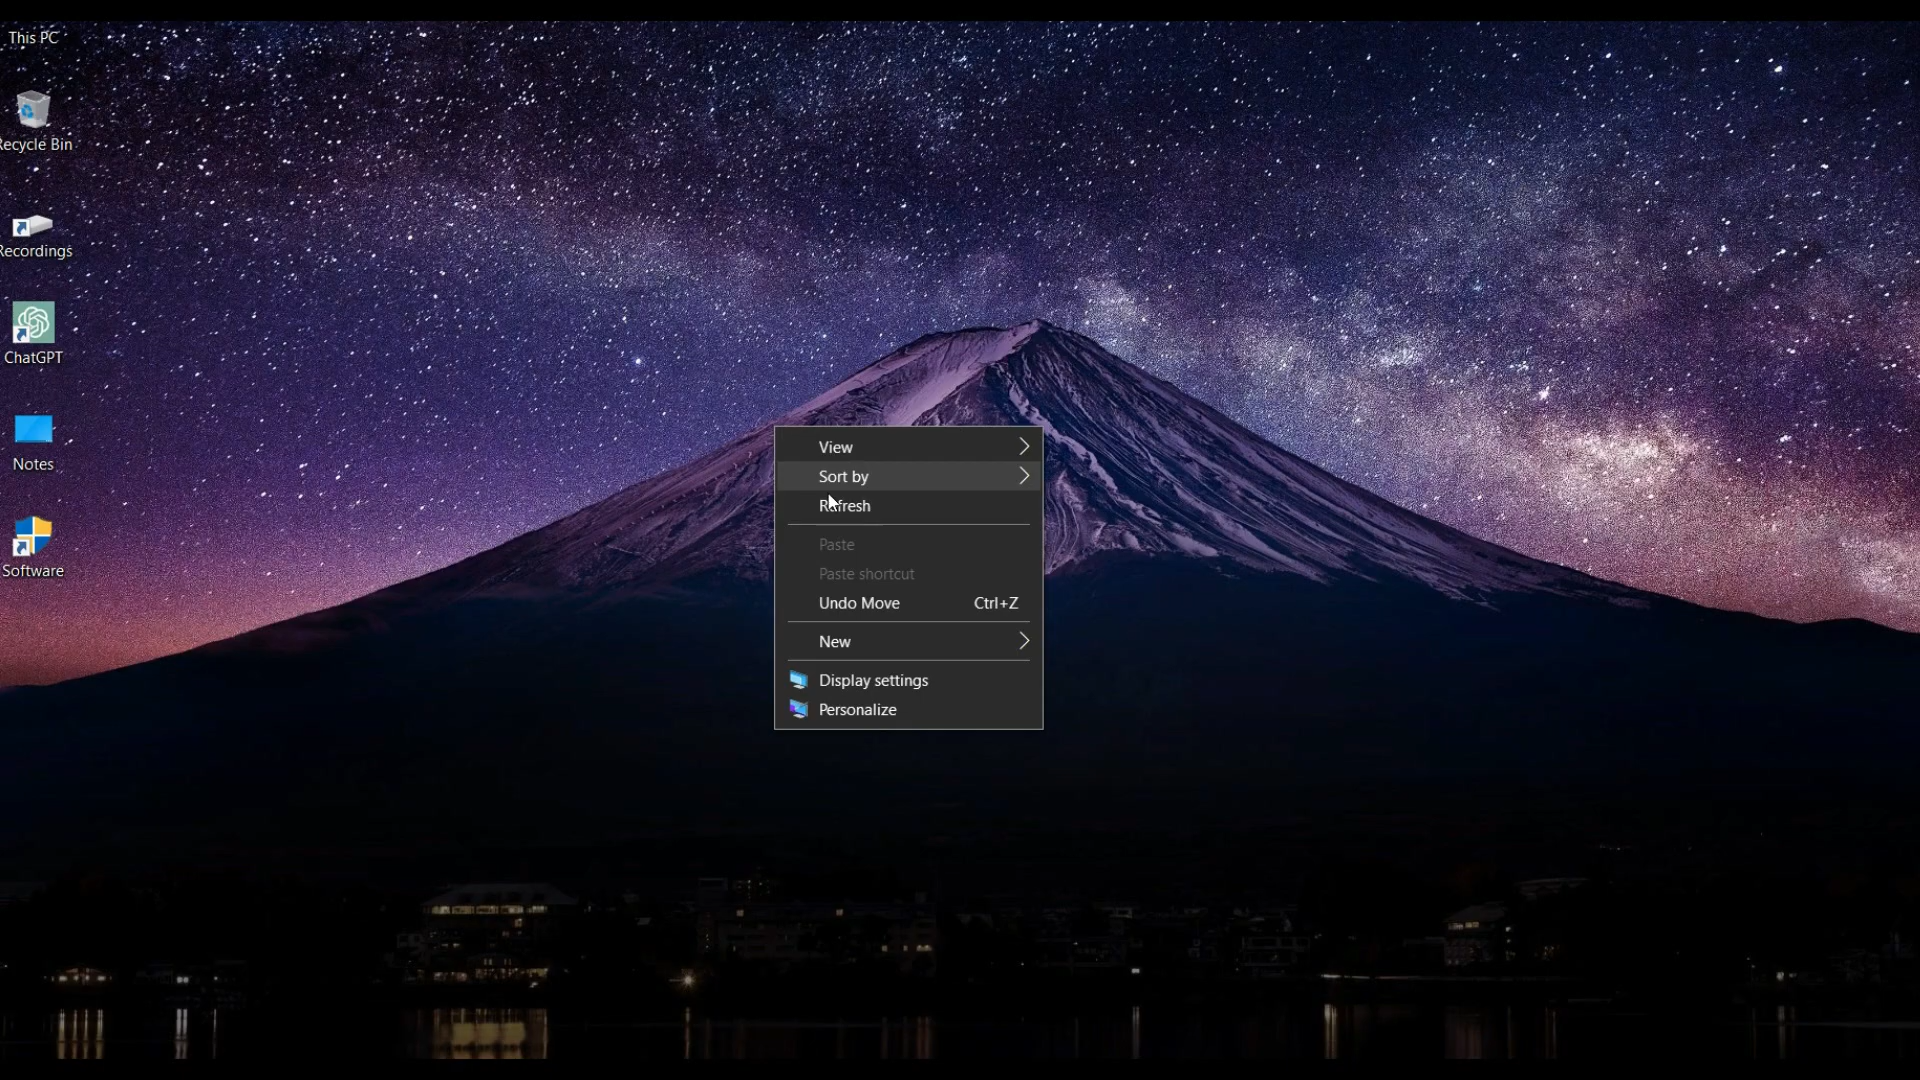 This PC
Recycle Bin
Recordings
ChatGPT
Notes
Software
View
Sort by
Refresh
Paste
Paste shortcut
Undo Move Ctrl+Z
New
Display settings
Personalize